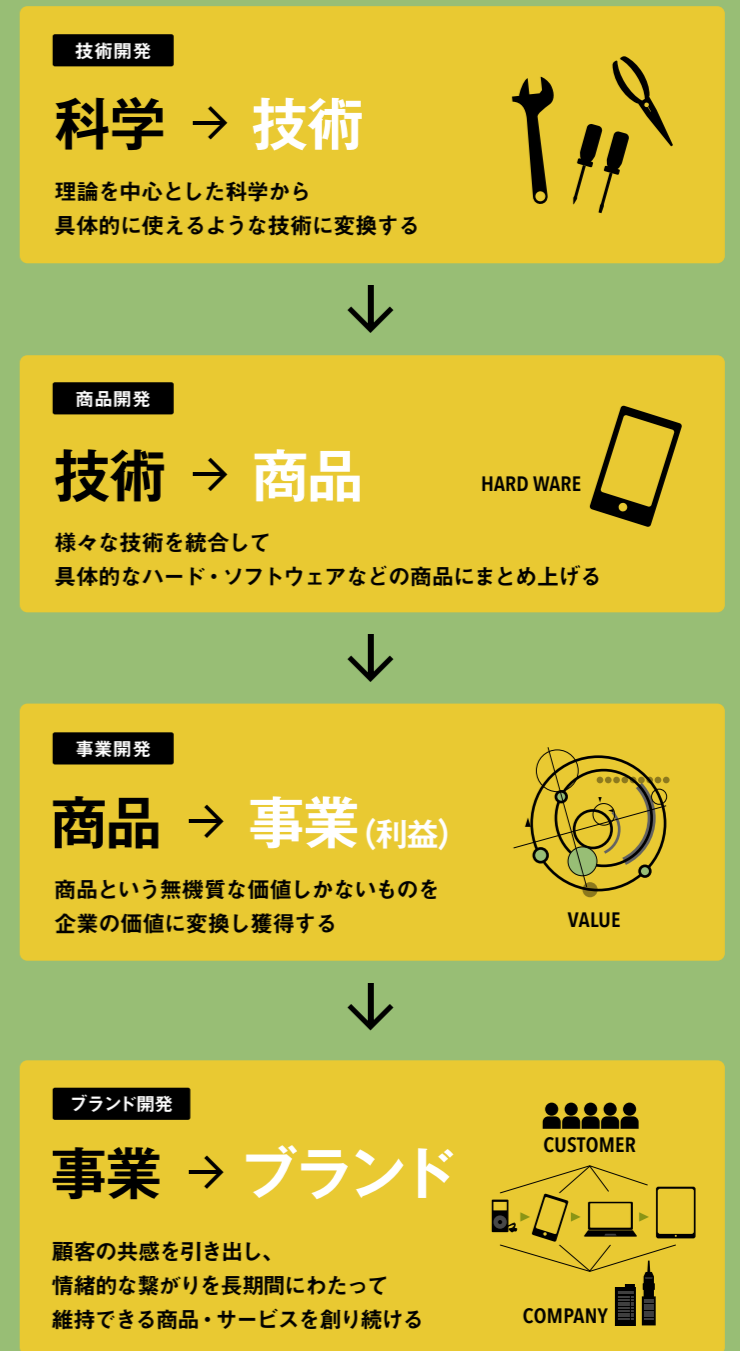 技術開発
科学 → 技術
理論を中心とした科学から
具体的に使えるような技術に変換する
商品開発
技術 → 商品
HARD WARE
様々な技術を統合して
具体的なハード・ソフトウェアなどの商品にまとめ上げる
事業開発
商品 → 事業(利益)
商品という無機質な価値しかないものを
企業の価値に変換し獲得する
VALUE
ブランド開発
事業 → ブランド
CUSTOMER
顧客の共感を引き出し、
情緒的な繋がりを長期間にわたって
維持できる商品・サービスを創り続ける
COMPANY